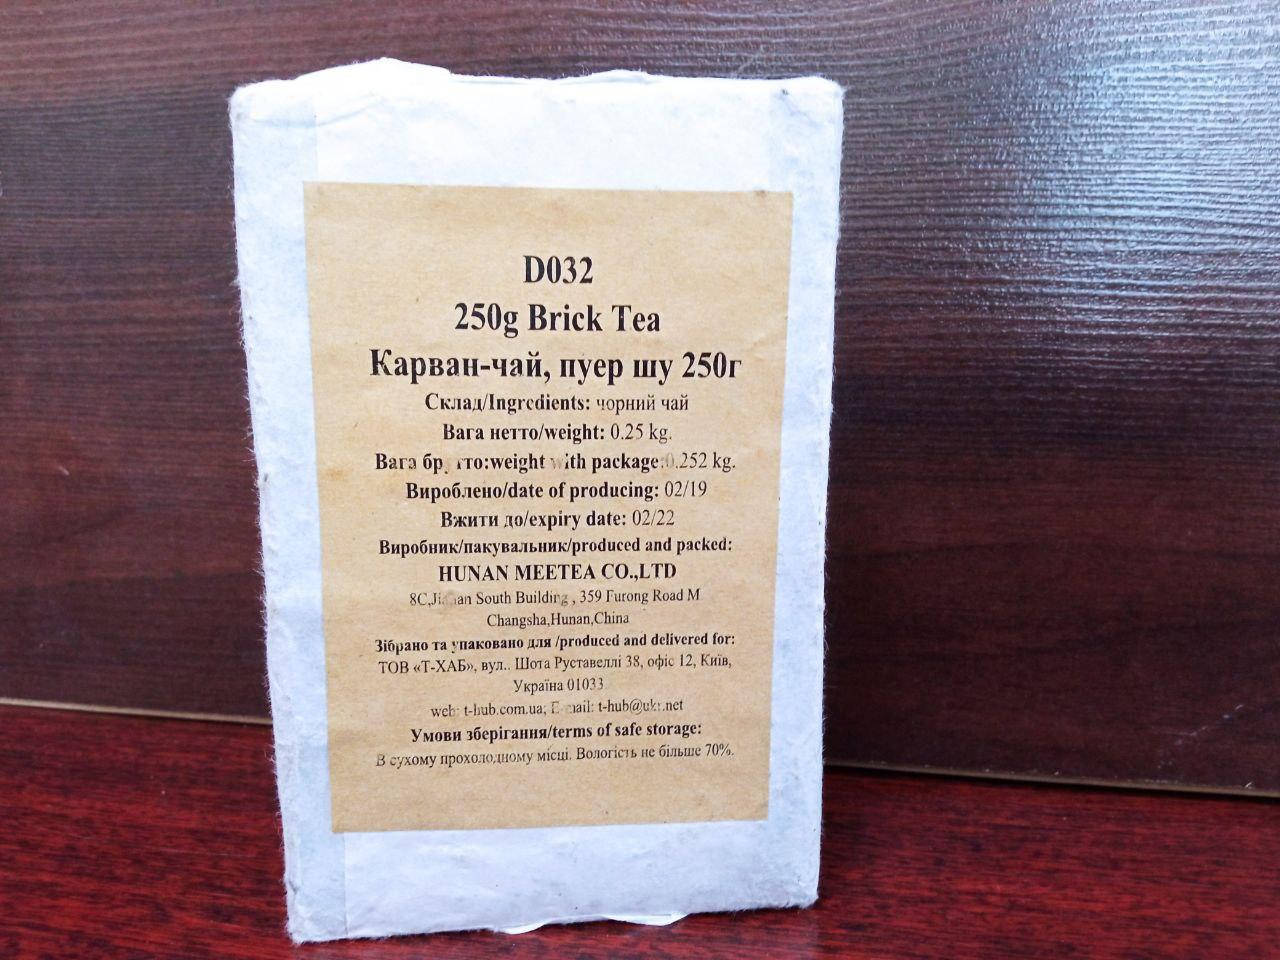 D032
250g Brick Tea
Карван-чай, пуер шу 250г
Склад/Ingredients: чорний чай
Вага нетто/weight: 0.25 kg.
Вага брутто:weight with package:0.252 kg.
Вироблено/date of producing: 02/19
Вжити до/expiry date: 02/22
Виробник/пакувальник/produced and packed:
HUNAN MEETEA CO.,LTD
South Building , 359 Furong Road M
Changsha,Hunan,China
Зібрано та упаковано для /produced and delivered for:
ТОВ «Т-ХАБ», вул.. Шота Руставеллі 38, офіс 12, Київ,
Україна 01033
web: t-hub.com.ua; E-mail: t-hub@ukr.net
Умови зберігання/terms of safe storage:
В сухому прохолодному місці. Вологість не більше 70%.